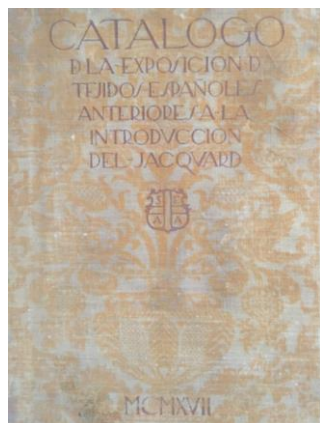 CATALOGO
D LA·EXPOSICION·D
TEJIDOS·ESPAÑOLES
ANTERIORES·A·LA
INTRODVCCION
DEL·JACQVARD
MCMXVII